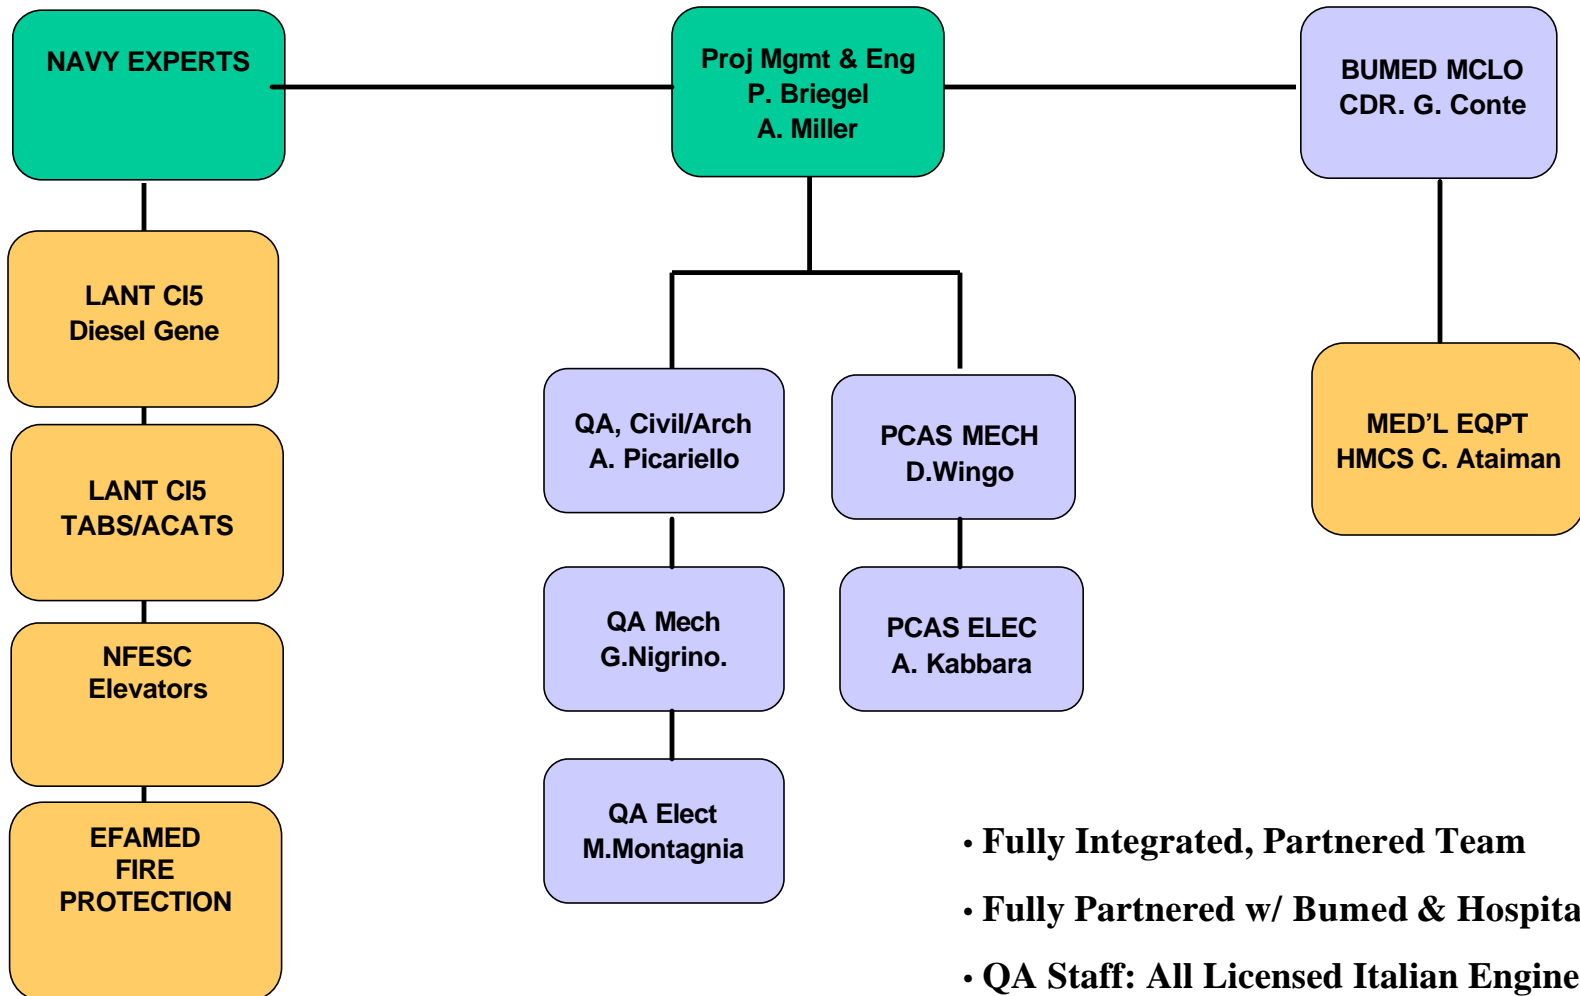 NAVY EXPERTS
Proj Mgmt & Eng
P. Briegel
A. Miller
BUMED MCLO
CDR. G. Conte
LANT CI5
Diesel Gene
LANT CI5
TABS/ACATS
NFESC
Elevators
EFAMED
FIRE
PROTECTION
QA, Civil/Arch
A. Picariello
QA Mech
G.Nigrino.
QA Elect
M.Montagnia
PCAS MECH
D.Wingo
PCAS ELEC
A. Kabbara
MED’L EQPT
HMCS C. Ataiman
• Fully Integrated, Partnered Team
• Fully Partnered w/ Bumed & Hospita
• QA Staff: All Licensed Italian Engine